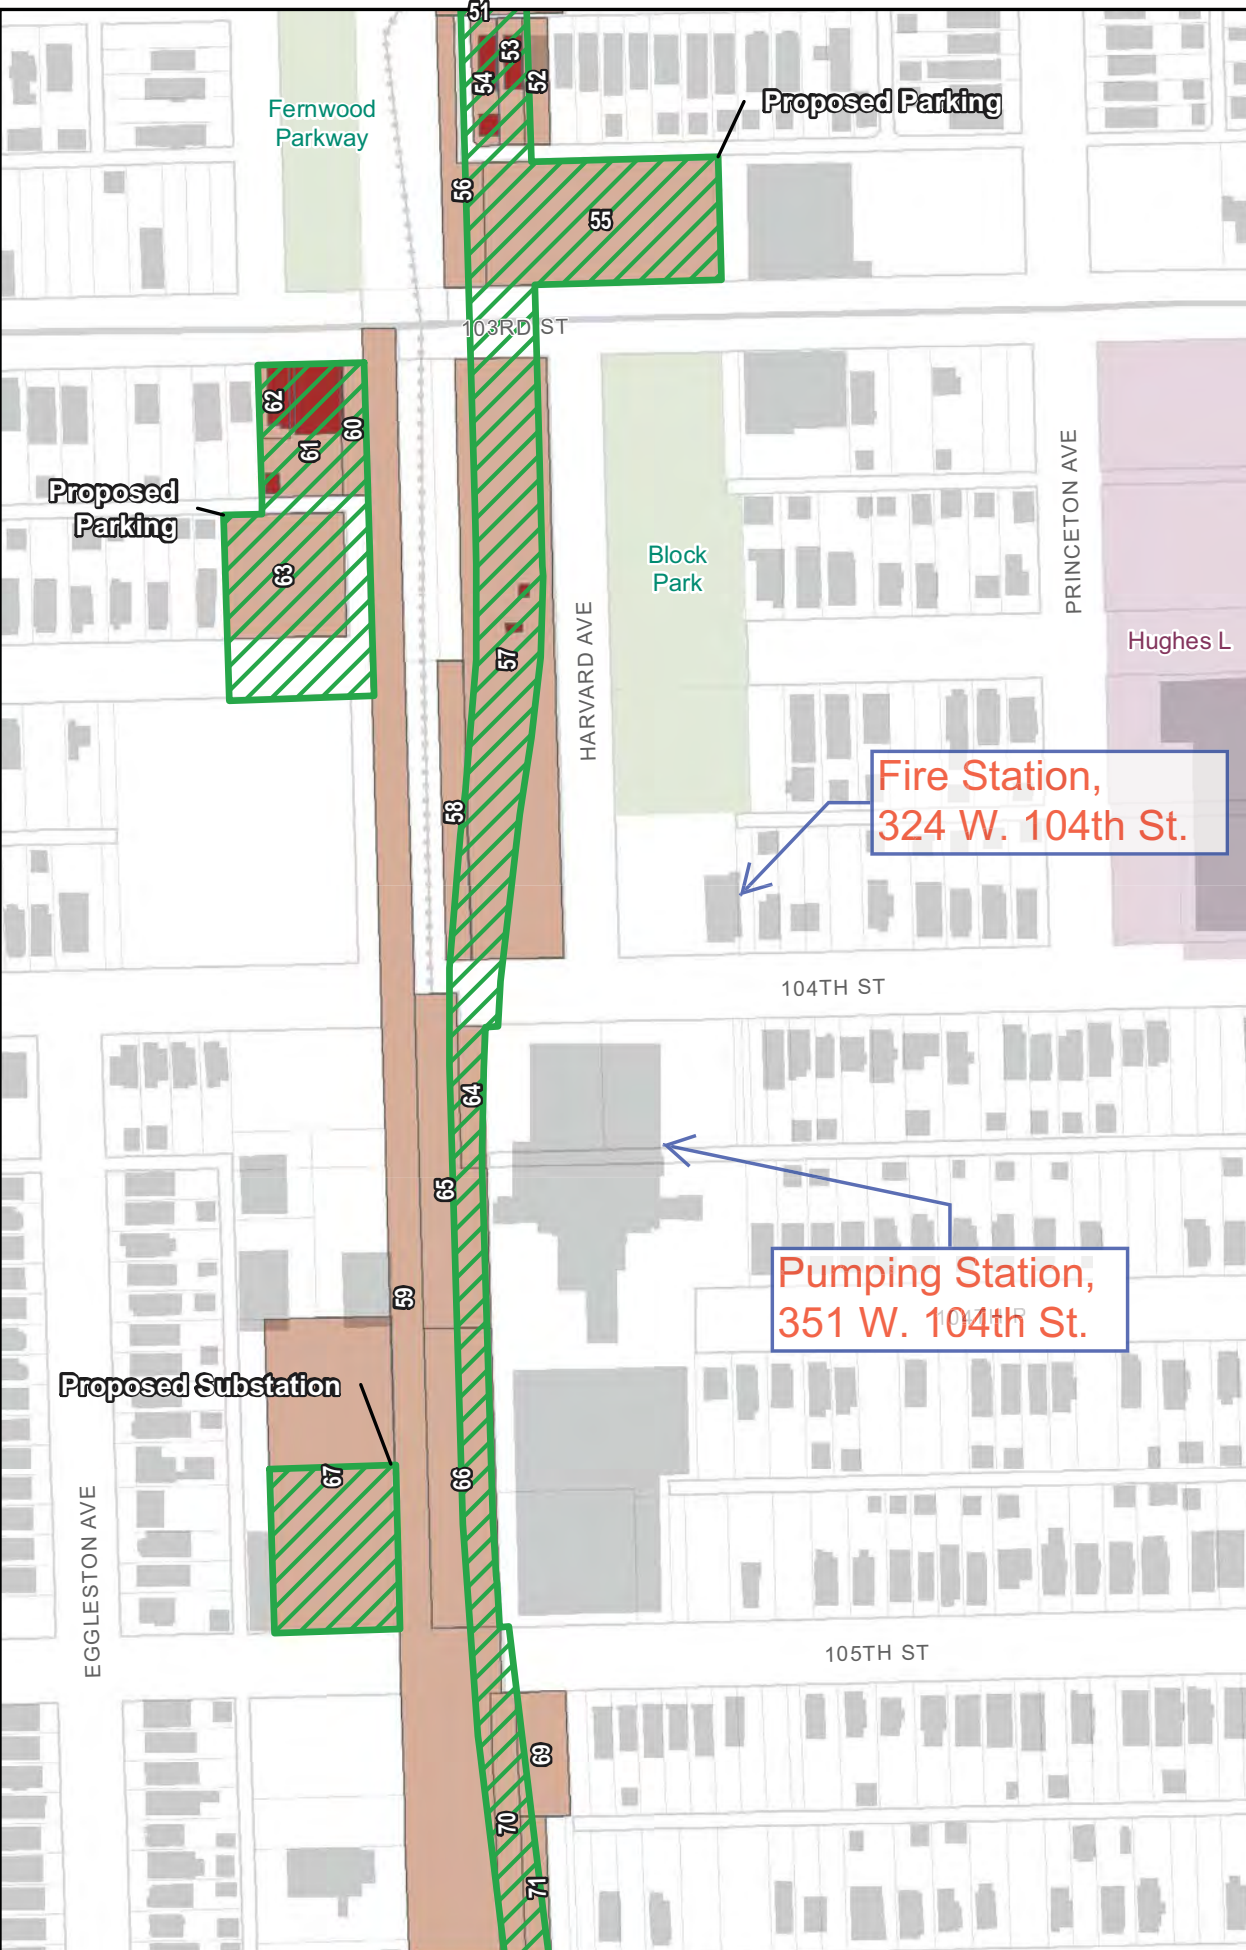 51
53
54
52
Proposed Parking
Fernwood
Parkway
56
55
103RD ST
62
60
61
Proposed
Parking
63
PRINCETON AVE
Block
Park
HARVARD AVE
57
Hughes L
58
Fire Station,
324 W. 104th St.
104TH ST
64
65
59
Pumping Station,
351 W. 104th St.
Proposed Substation
67
66
EGGLESTON AVE
105TH ST
69
70
71